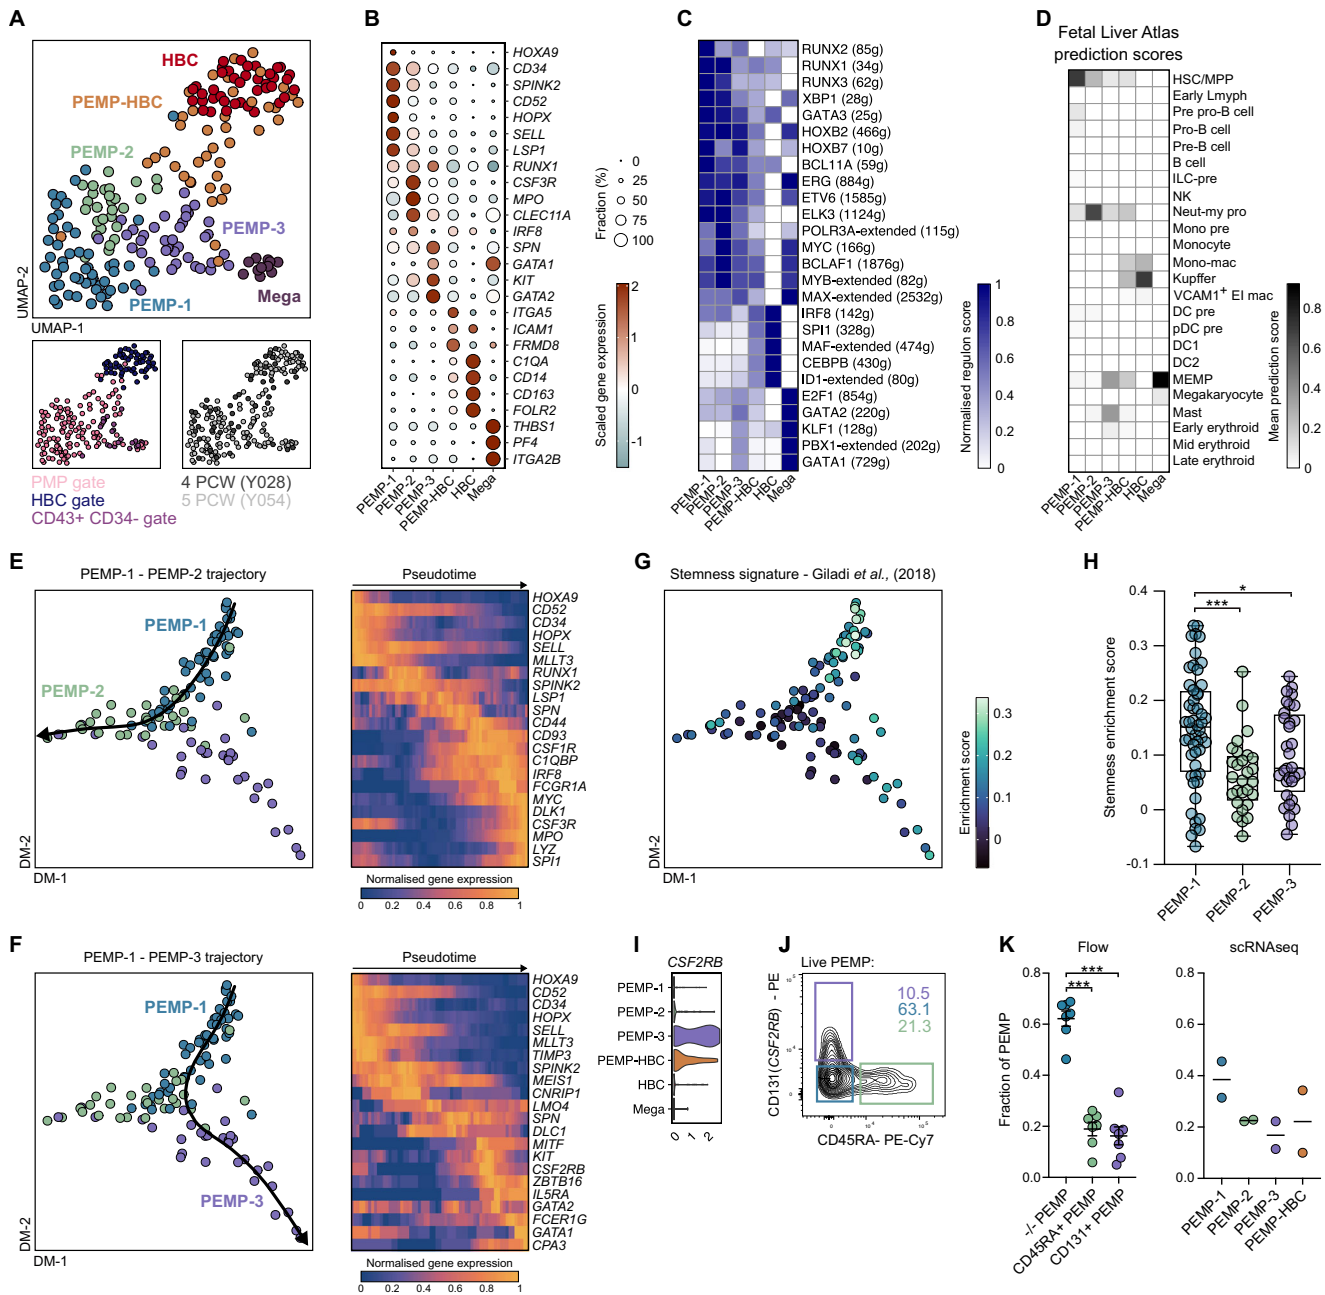 A
HBC
PEMP-HBC
PEMP-2
PEMP-3
PEMP-1
Mega
UMAP-2
UMAP-1
PMP gate
HBC gate
CD43+ CD34- gate
4 PCW (Y028)
5 PCW (Y054)
B
HOXA9
CD34
SPINK2
CD52
HOPX
SELL
LSP1
RUNX1
CSF3R
MPO
CLEC11A
IRF8
SPN
GATA1
KIT
GATA2
ITGA5
ICAM1
FRMD8
C1QA
CD14
CD163
FOLR2
THBS1
PF4
ITGA2B
PEMP-1
PEMP-2
PEMP-3
PEMP-HBC
HBC
Mega
Fraction (%)
0
25
50
75
100
Scaled gene expression
2
1
0
-1
C
RUNX2 (85g)
RUNX1 (34g)
RUNX3 (62g)
XBP1 (28g)
GATA3 (25g)
HOXB2 (466g)
HOXB7 (10g)
BCL11A (59g)
ERG (884g)
ETV6 (1585g)
ELK3 (1124g)
POLR3A-extended (115g)
MYC (166g)
BCLAF1 (1876g)
MYB-extended (82g)
MAX-extended (2532g)
IRF8 (142g)
SPI1 (328g)
MAF-extended (474g)
CEBPB (430g)
ID1-extended (80g)
E2F1 (854g)
GATA2 (220g)
KLF1 (128g)
PBX1-extended (202g)
GATA1 (729g)
PEMP-1
PEMP-2
PEMP-3
PEMP-HBC
HBC
Mega
Normalised regulon score
1
0.8
0.6
0.4
0.2
0
D
Fetal Liver Atlas
prediction scores
HSC/MPP
Early Lmyph
Pre pro-B cell
Pro-B cell
Pre-B cell
B cell
ILC-pre
NK
Neut-my pro
Mono pre
Monocyte
Mono-mac
Kupffer
VCAM1+ EI mac
DC pre
pDC pre
DC1
DC2
MEMP
Megakaryocyte
Mast
Early erythroid
Mid erythroid
Late erythroid
PEMP-1
PEMP-2
PEMP-3
PEMP-HBC
HBC
Mega
Mean prediction score
0.8
0.6
0.4
0.2
0
E
PEMP-1 - PEMP-2 trajectory
PEMP-1
PEMP-2
DM-2
DM-1
Pseudotime
HOXA9
CD52
CD34
HOPX
SELL
MLLT3
RUNX1
SPINK2
LSP1
SPN
CD44
CD93
CSF1R
C1QBP
IRF8
FCGR1A
MYC
DLK1
CSF3R
MPO
LYZ
SPI1
Normalised gene expression
0 0.2 0.4 0.6 0.8 1
G
Stemness signature - Giladi et al., (2018)
DM-2
DM-1
Enrichment score
0.3
0.2
0.1
0
H
Stemness enrichment score
0.4
0.3
0.2
0.1
0
-0.1
***
*
PEMP-1
PEMP-2
PEMP-3
F
PEMP-1 - PEMP-3 trajectory
PEMP-1
PEMP-3
DM-2
DM-1
Pseudotime
HOXA9
CD52
CD34
HOPX
SELL
MLLT3
TIMP3
SPINK2
MEIS1
CNRIP1
LMO4
SPN
DLC1
MITF
KIT
CSF2RB
ZBTB16
IL5RA
GATA2
FCER1G
GATA1
CPA3
Normalised gene expression
0 0.2 0.4 0.6 0.8 1
I
CSF2RB
PEMP-1
PEMP-2
PEMP-3
PEMP-HBC
HBC
Mega
0 1 2
J
Live PEMP:
10.5
63.1
21.3
CD131(CSF2RB) - PE
10⁵
10⁴
0
0 10⁴ 10⁵
CD45RA- PE-Cy7
K
Flow
Fraction of PEMP
0.8
0.6
0.4
0.2
0.0
***
***
-/- PEMP
CD45RA+ PEMP
CD131+ PEMP
scRNAseq
0.8
0.6
0.4
0.2
0.0
PEMP-1
PEMP-2
PEMP-3
PEMP-HBC